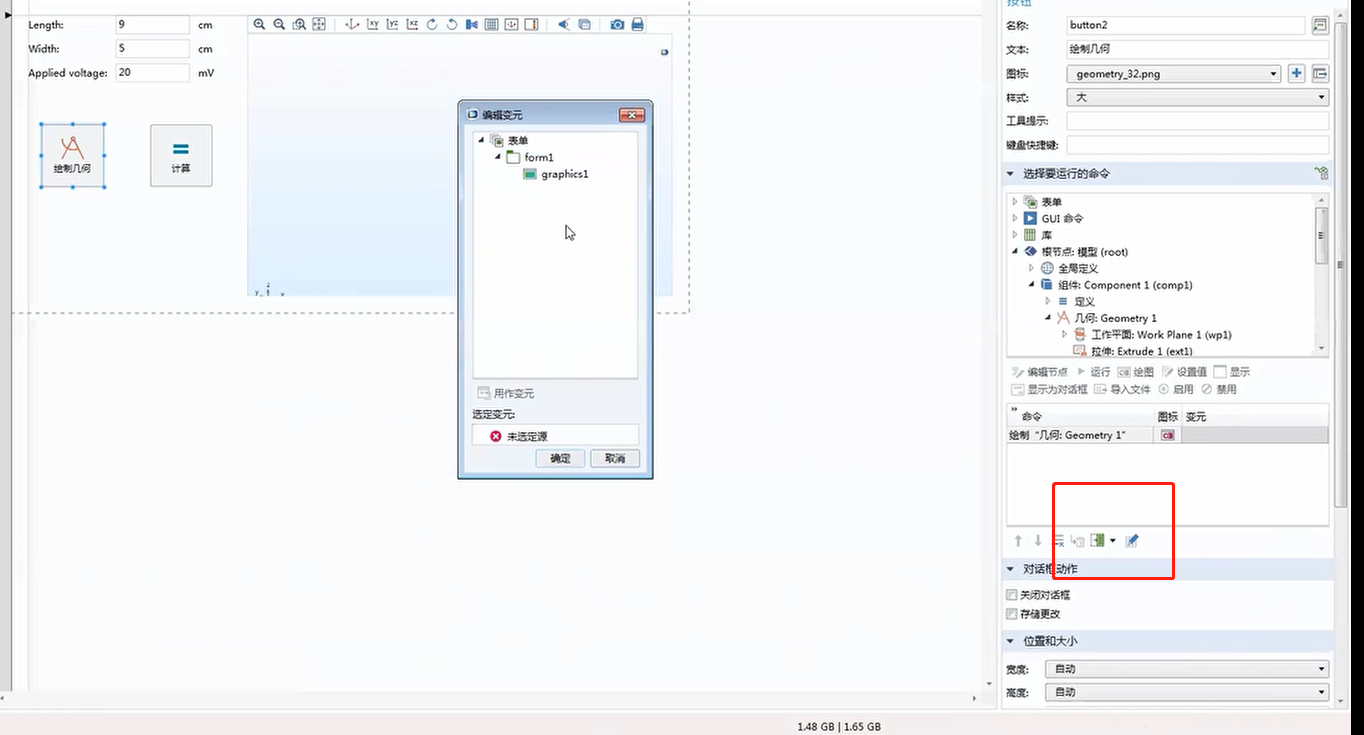 按钮
Length: 9 cm
Width: 5 cm
Applied voltage: 20 mV
绘制几何
计算
编辑变元
表单
form1
graphics1
用作变元
选定变元:
未选定源
确定 取消
名称: button2
文本: 绘制几何
图标: geometry_32.png
样式: 大
工具提示:
键盘快捷键:
选择要运行的命令
表单
GUI 命令
库
根节点: 模型 (root)
全局定义
组件: Component 1 (comp1)
定义
几何: Geometry 1
工作平面: Work Plane 1 (wp1)
拉伸: Extrude 1 (ext1)
编辑节点 运行 绘图 设置值 显示
显示为对话框 导入文件 启用 禁用
命令 图标 变元
绘制 "几何: Geometry 1"
对话框动作
关闭对话框
存储更改
位置和大小
宽度: 自动
高度: 自动
1.48 GB | 1.65 GB